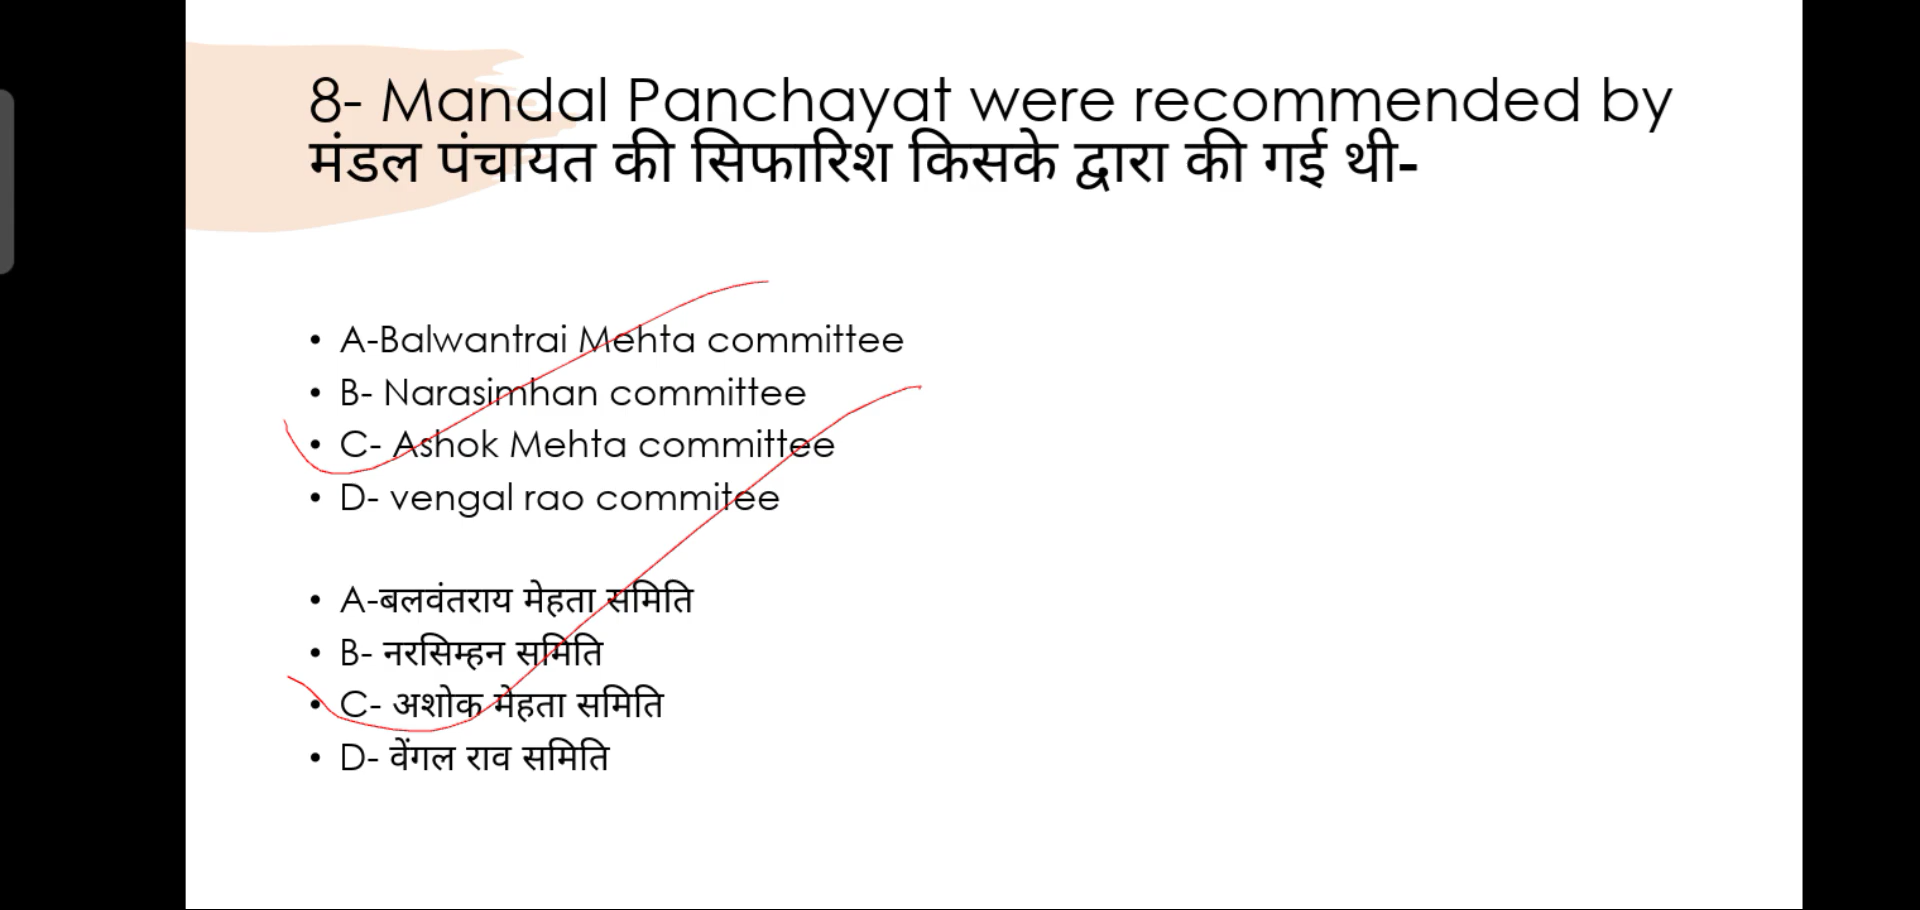 8- Mandal Panchayat were recommended by
मंडल पंचायत की सिफारिश किसके द्वारा की गई थी-
• A-Balwantrai Mehta committee
• B- Narasimhan committee
• C- Ashok Mehta committee
• D- vengal rao commitee
• A-बलवंतराय मेहता समिति
• B- नरसिम्हन समिति
• C- अशोक मेहता समिति
• D- वेंगल राव समिति